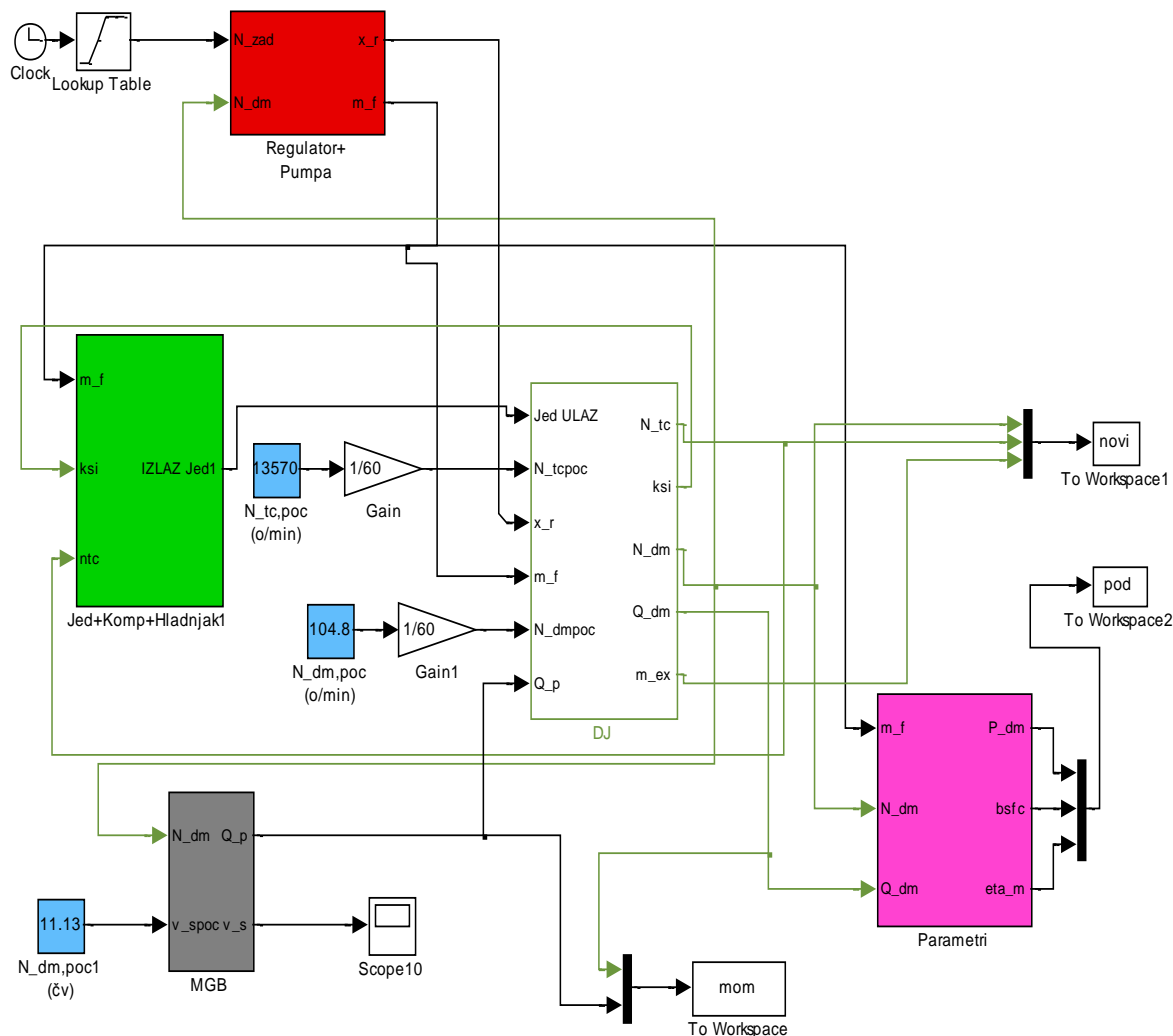 Clock
Lookup Table
N_zad
N_dm
x_r
m_f
Regulator+
Pumpa
m_f
ksi
ntc
IZLAZ Jed1
Jed+Komp+Hladnjak1
13570
N_tc,poc
(o/min)
1/60
Gain
104.8
N_dm,poc
(o/min)
1/60
Gain1
Jed ULAZ
N_tcpoc
x_r
m_f
N_dmpoc
Q_p
N_tc
ksi
N_dm
Q_dm
m_ex
DJ
novi
To Workspace1
pod
To Workspace2
m_f
N_dm
Q_dm
P_dm
bsfc
eta_m
Parametri
N_dm
Q_p
v_spoc
v_s
MGB
11.13
N_dm,poc1
(čv)
Scope10
mom
To Workspace